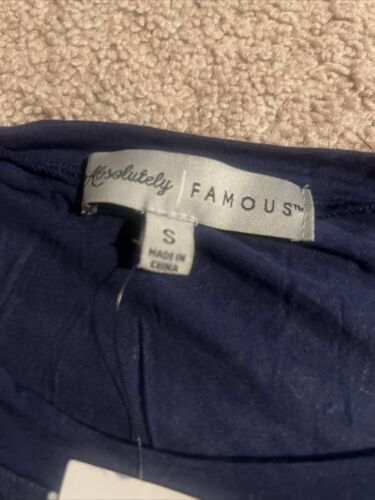 Absolutely | FAMOUS™
S
MADE IN
CHINA